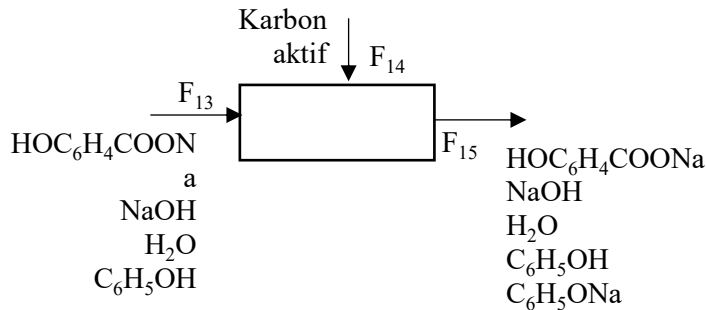 Karbon
aktif
F₁₄
F₁₃
HOC₆H₄COON
a
NaOH
H₂O
C₆H₅OH
F₁₅
HOC₆H₄COONa
NaOH
H₂O
C₆H₅OH
C₆H₅ONa